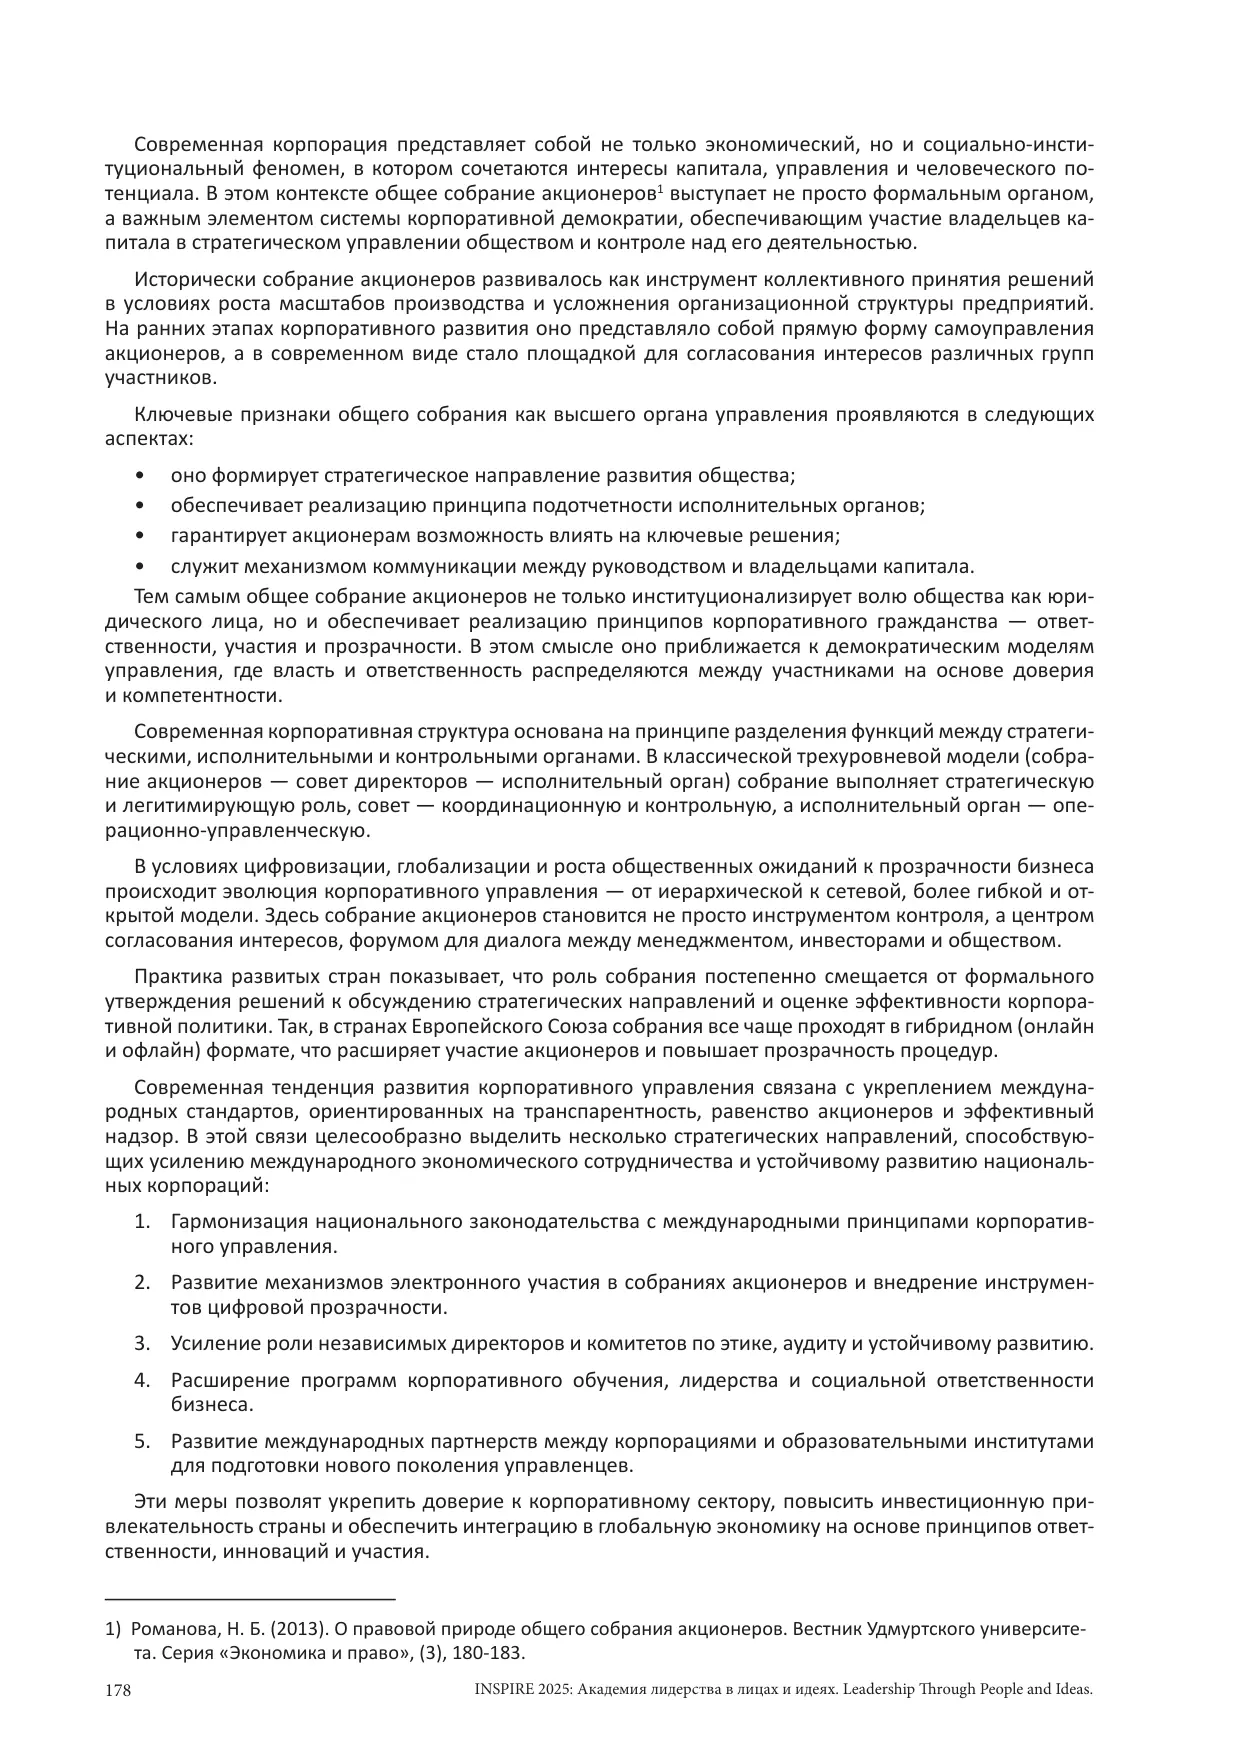 Современная корпорация представляет собой не только экономический, но и социально-инсти-
туциональный феномен, в котором сочетаются интересы капитала, управления и человеческого по-
тенциала. В этом контексте общее собрание акционеров¹ выступает не просто формальным органом,
а важным элементом системы корпоративной демократии, обеспечивающим участие владельцев ка-
питала в стратегическом управлении обществом и контроле над его деятельностью.
Исторически собрание акционеров развивалось как инструмент коллективного принятия решений
в условиях роста масштабов производства и усложнения организационной структуры предприятий.
На ранних этапах корпоративного развития оно представляло собой прямую форму самоуправления
акционеров, а в современном виде стало площадкой для согласования интересов различных групп
участников.
Ключевые признаки общего собрания как высшего органа управления проявляются в следующих
аспектах:
• оно формирует стратегическое направление развития общества;
• обеспечивает реализацию принципа подотчетности исполнительных органов;
• гарантирует акционерам возможность влиять на ключевые решения;
• служит механизмом коммуникации между руководством и владельцами капитала.
Тем самым общее собрание акционеров не только институционализирует волю общества как юри-
дического лица, но и обеспечивает реализацию принципов корпоративного гражданства — ответ-
ственности, участия и прозрачности. В этом смысле оно приближается к демократическим моделям
управления, где власть и ответственность распределяются между участниками на основе доверия
и компетентности.
Современная корпоративная структура основана на принципе разделения функций между стратеги-
ческими, исполнительными и контрольными органами. В классической трехуровневой модели (собра-
ние акционеров — совет директоров — исполнительный орган) собрание выполняет стратегическую
и легитимирующую роль, совет — координационную и контрольную, а исполнительный орган — опе-
рационно-управленческую.
В условиях цифровизации, глобализации и роста общественных ожиданий к прозрачности бизнеса
происходит эволюция корпоративного управления — от иерархической к сетевой, более гибкой и от-
крытой модели. Здесь собрание акционеров становится не просто инструментом контроля, а центром
согласования интересов, форумом для диалога между менеджментом, инвесторами и обществом.
Практика развитых стран показывает, что роль собрания постепенно смещается от формального
утверждения решений к обсуждению стратегических направлений и оценке эффективности корпора-
тивной политики. Так, в странах Европейского Союза собрания все чаще проходят в гибридном (онлайн
и офлайн) формате, что расширяет участие акционеров и повышает прозрачность процедур.
Современная тенденция развития корпоративного управления связана с укреплением междуна-
родных стандартов, ориентированных на транспарентность, равенство акционеров и эффективный
надзор. В этой связи целесообразно выделить несколько стратегических направлений, способствую-
щих усилению международного экономического сотрудничества и устойчивому развитию националь-
ных корпораций:
1. Гармонизация национального законодательства с международными принципами корпоратив-
ного управления.
2. Развитие механизмов электронного участия в собраниях акционеров и внедрение инструмен-
тов цифровой прозрачности.
3. Усиление роли независимых директоров и комитетов по этике, аудиту и устойчивому развитию.
4. Расширение программ корпоративного обучения, лидерства и социальной ответственности
бизнеса.
5. Развитие международных партнерств между корпорациями и образовательными институтами
для подготовки нового поколения управленцев.
Эти меры позволят укрепить доверие к корпоративному сектору, повысить инвестиционную при-
влекательность страны и обеспечить интеграцию в глобальную экономику на основе принципов ответ-
ственности, инноваций и участия.
1) Романова, Н. Б. (2013). О правовой природе общего собрания акционеров. Вестник Удмуртского университе-
та. Серия «Экономика и право», (3), 180-183.
178 INSPIRE 2025: Академия лидерства в лицах и идеях. Leadership Through People and Ideas.